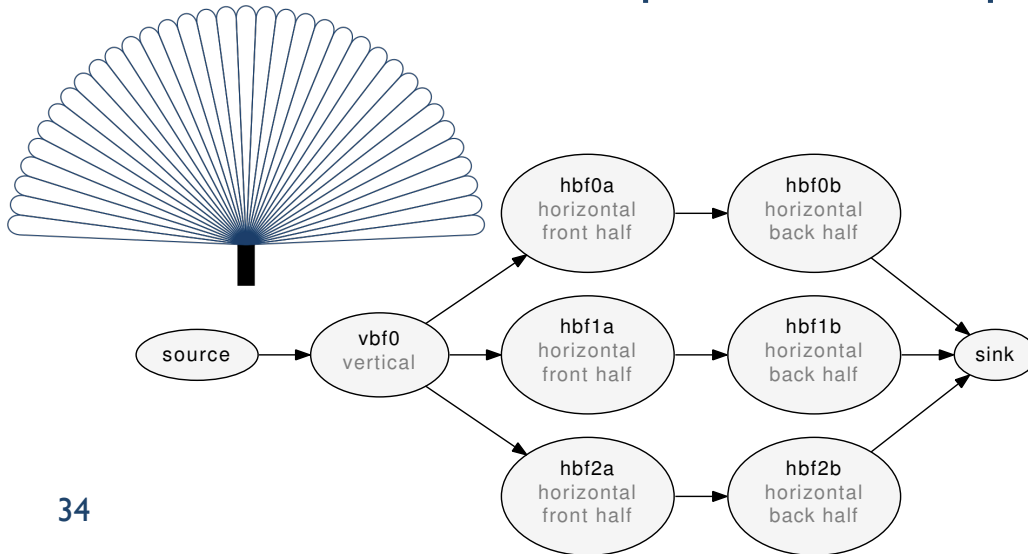 hbf0a
horizontal
front half
hbf0b
horizontal
back half
source
vbf0
vertical
hbf1a
horizontal
front half
hbf1b
horizontal
back half
sink
hbf2a
horizontal
front half
hbf2b
horizontal
back half
34